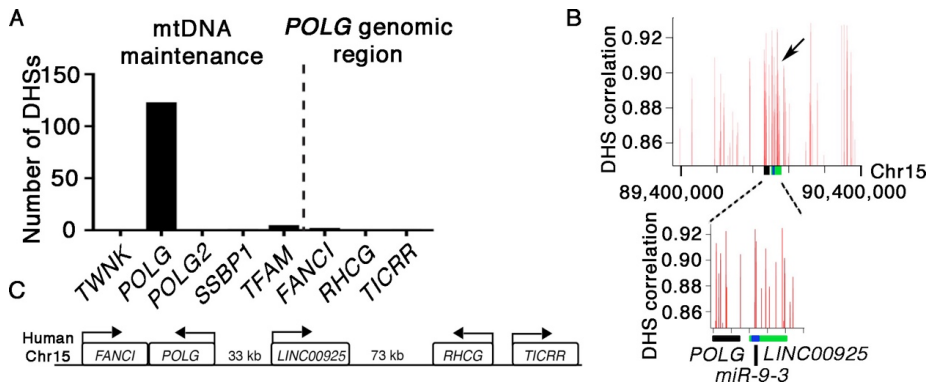 A
mtDNA maintenance
POLG genomic region
Number of DHSs
150
100
50
0
TWNK
POLG
POLG2
SSBP1
TFAM
FANCI
RHCG
TICRR
B
DHS correlation
0.92
0.90
0.88
0.86
Chr15
89,400,000
90,400,000
DHS correlation
0.92
0.90
0.88
0.86
POLG
LINC00925
miR-9-3
C
Human Chr15
FANCI
POLG
33 kb
LINC00925
73 kb
RHCG
TICRR